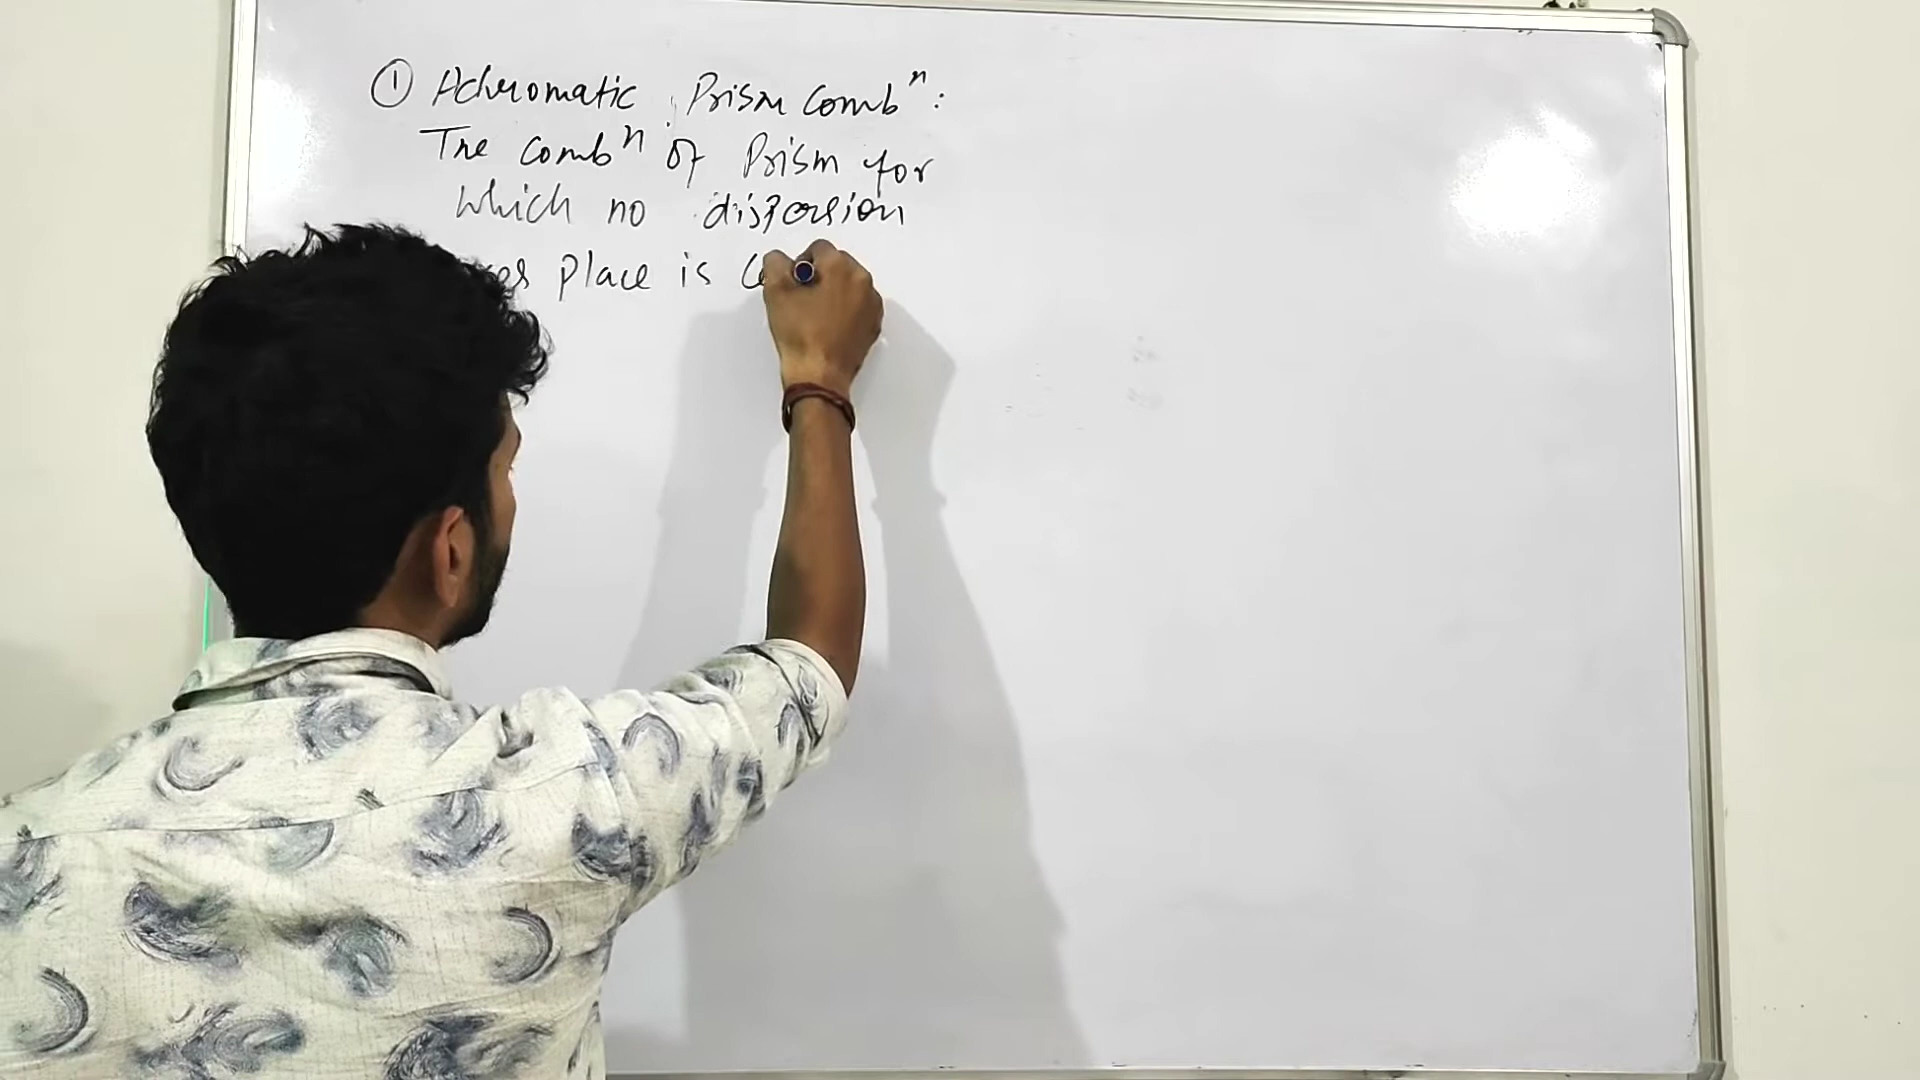 ① Achromatic Prism Combⁿ:
The combⁿ of Prism for
which no dispersion
place is